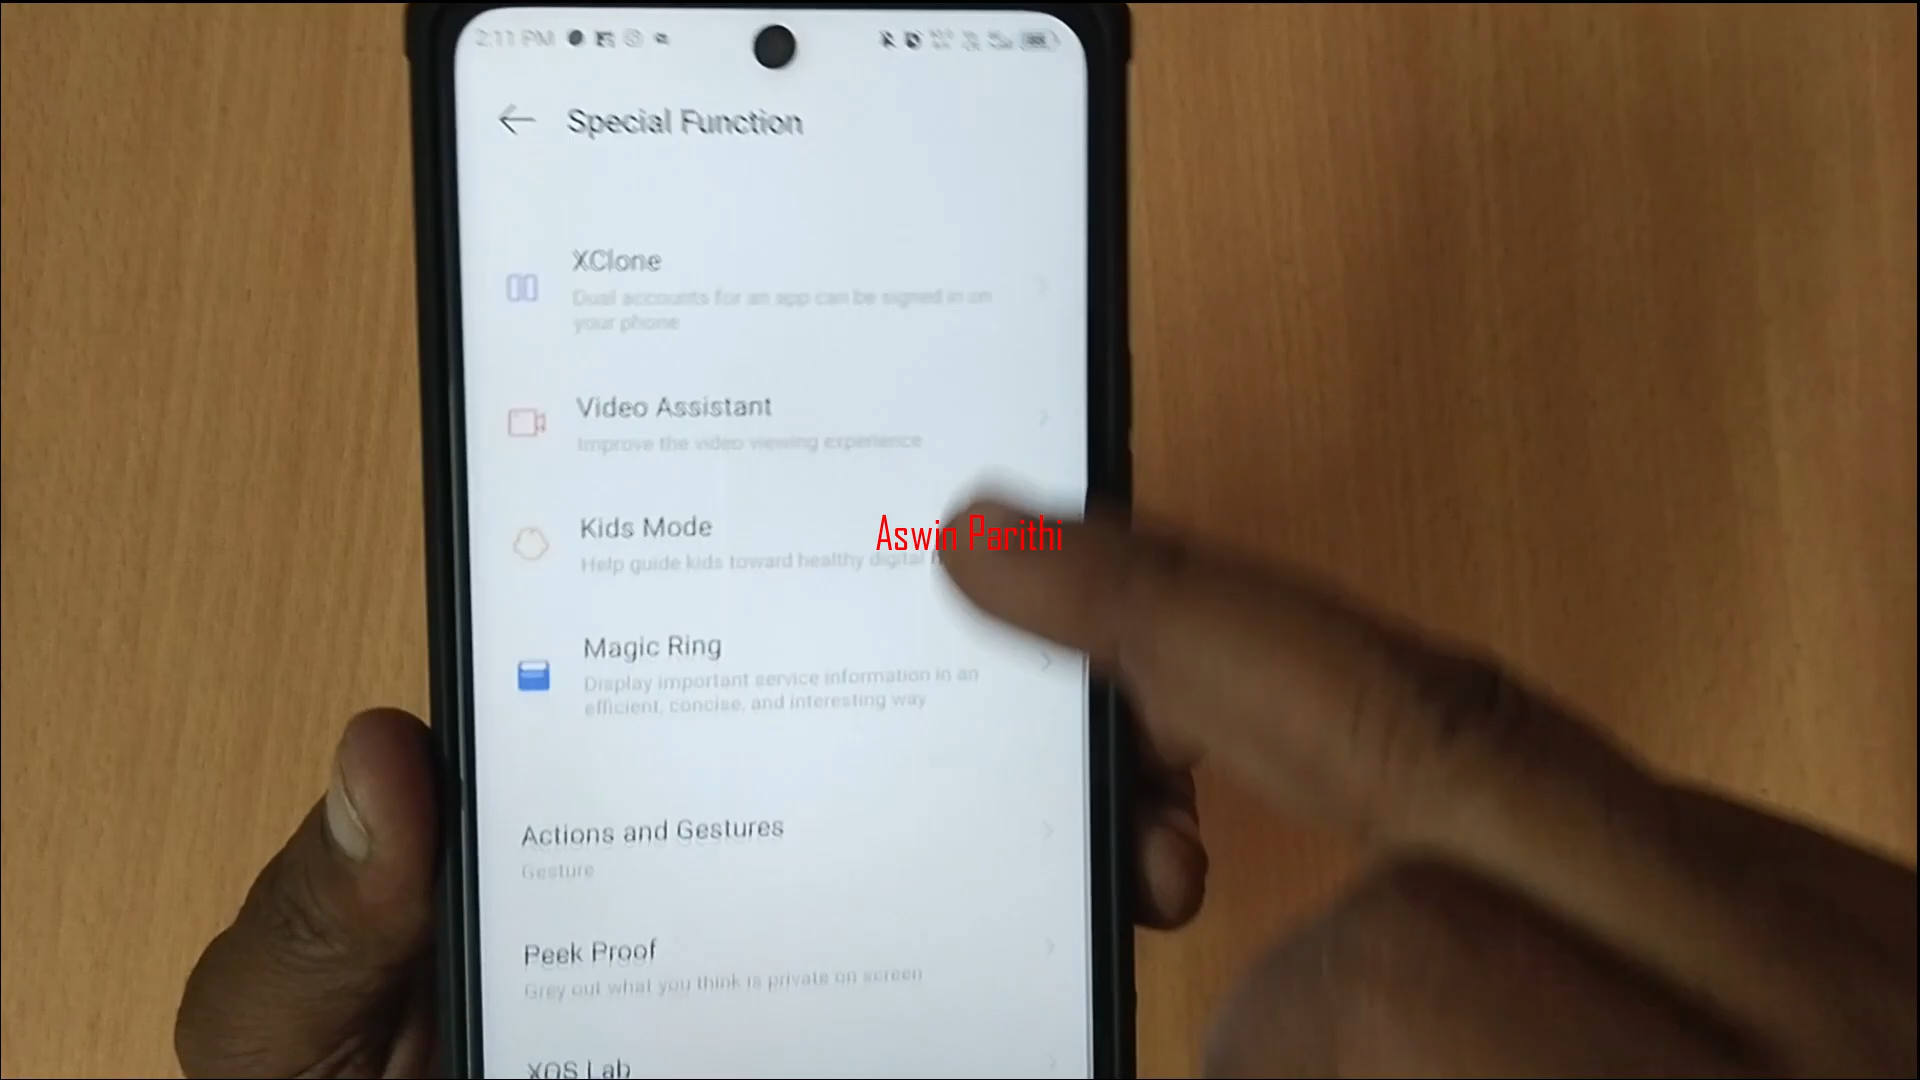 2:11 PM
Special Function
XClone
Dual accounts for an app can be signed in on
your phone
Video Assistant
Improve the video viewing experience
Kids Mode
Aswin Parithi
Help guide kids toward healthy digital
Magic Ring
Display important service information in an
efficient, concise, and interesting way
Actions and Gestures
Gesture
Peek Proof
Grey out what you think is private on screen
XOS Lab